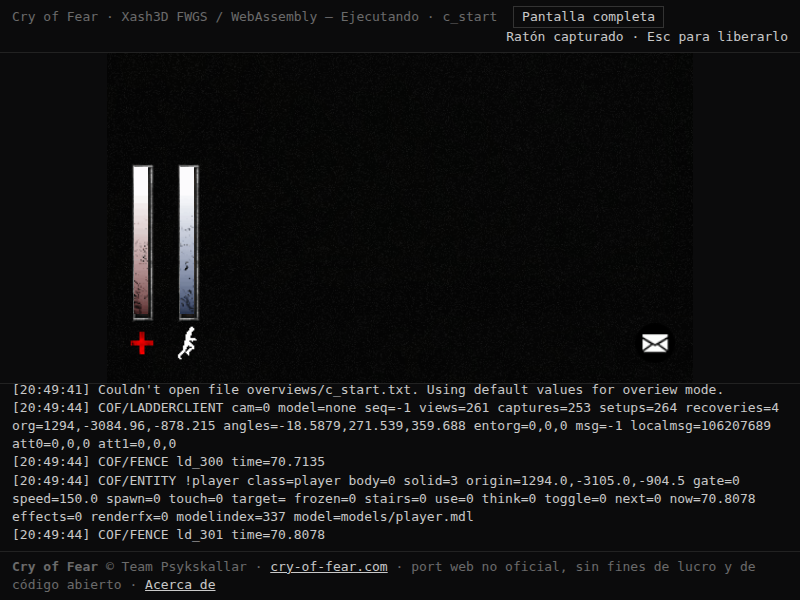 Cry of Fear · Xash3D FWGS / WebAssembly — Ejecutando · c_start
Pantalla completa
Ratón capturado · Esc para liberarlo
[20:49:41] Couldn't open file overviews/c_start.txt. Using default values for overiew mode.
[20:49:44] COF/LADDERCLIENT cam=0 model=none seq=-1 views=261 captures=253 setups=264 recoveries=4
org=1294,-3084.96,-878.215 angles=-18.5879,271.539,359.688 entorg=0,0,0 msg=-1 localmsg=106207689
att0=0,0,0 att1=0,0,0
[20:49:44] COF/FENCE ld_300 time=70.7135
[20:49:44] COF/ENTITY !player class=player body=0 solid=3 origin=1294.0,-3105.0,-904.5 gate=0
speed=150.0 spawn=0 touch=0 target= frozen=0 stairs=0 use=0 think=0 toggle=0 next=0 now=70.8078
effects=0 renderfx=0 modelindex=337 model=models/player.mdl
[20:49:44] COF/FENCE ld_301 time=70.8078
Cry of Fear © Team Psykskallar · cry-of-fear.com · port web no oficial, sin fines de lucro y de
código abierto · Acerca de